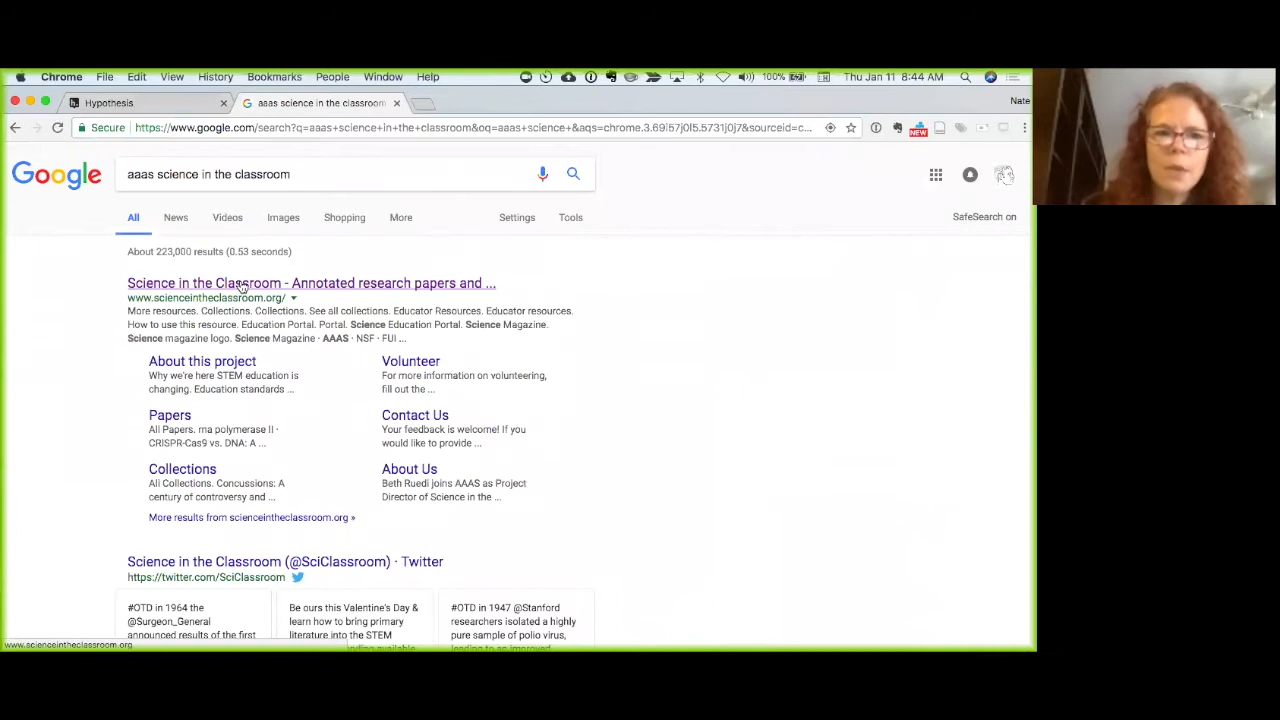 Chrome File Edit View History Bookmarks People Window Help 100% Thu Jan 11 8:44 AM
Hypothesis × G aaas science in the classroom × Nate
Secure https://www.google.com/search?q=aaas+science+in+the+classroom&oq=aaas+science+&aqs=chrome.3.69i57j0l5.5731j0j7&sourceid=c... NEW
Google aaas science in the classroom
All News Videos Images Shopping More Settings Tools SafeSearch on
About 223,000 results (0.53 seconds)
Science in the Classroom - Annotated research papers and ...
www.scienceintheclassroom.org/
More resources. Collections. Collections. See all collections. Educator Resources. Educator resources.
How to use this resource. Education Portal. Portal. Science Education Portal. Science Magazine.
Science magazine logo. Science Magazine · AAAS · NSF · FUI ...
About this project Volunteer
Why we're here STEM education is For more information on volunteering,
changing. Education standards ... fill out the ...
Papers Contact Us
All Papers. rna polymerase II · Your feedback is welcome! If you
CRISPR-Cas9 vs. DNA: A ... would like to provide ...
Collections About Us
All Collections. Concussions: A Beth Ruedi joins AAAS as Project
century of controversy and ... Director of Science in the ...
More results from scienceintheclassroom.org »
Science in the Classroom (@SciClassroom) · Twitter
https://twitter.com/SciClassroom
#OTD in 1964 the Be ours this Valentine's Day & #OTD in 1947 @Stanford
@Surgeon_General learn how to bring primary researchers isolated a highly
announced results of the first literature into the STEM pure sample of polio virus,
www.scienceintheclassroom.org leading to an improved